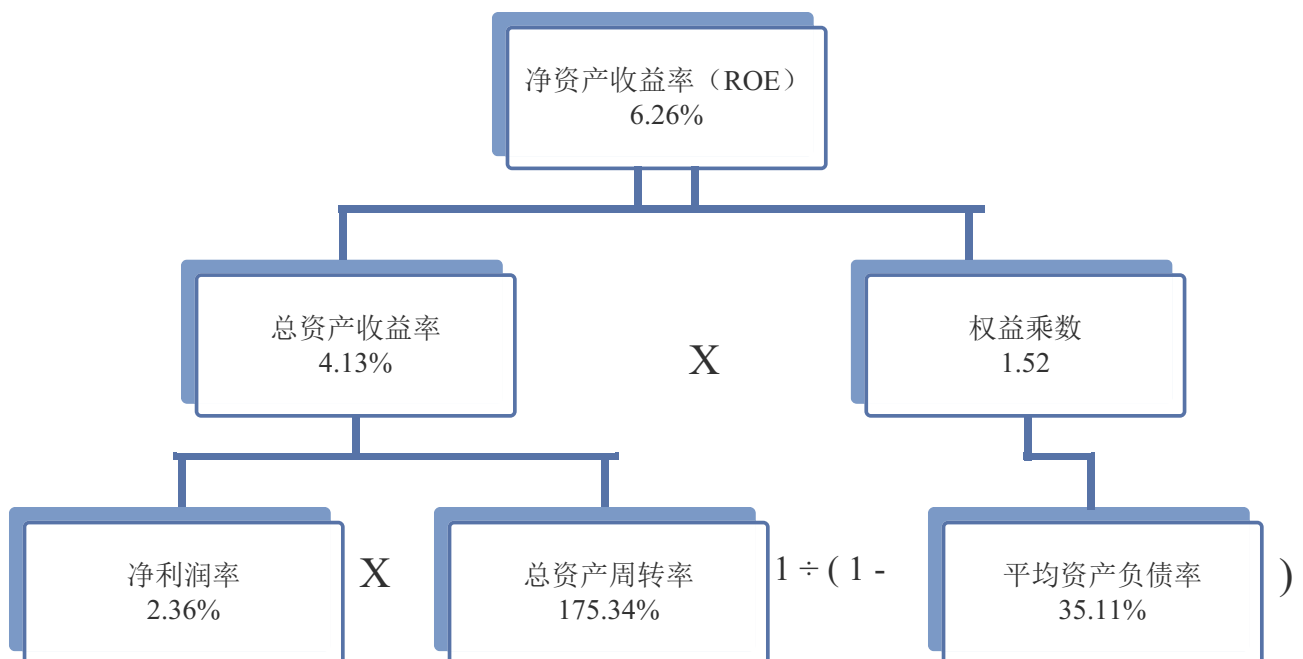 净资产收益率（ROE）
6.26%
总资产收益率
4.13%
X
权益乘数
1.52
净利润率
2.36%
X
总资产周转率
175.34%
1 ÷ ( 1 -
平均资产负债率
35.11%
)